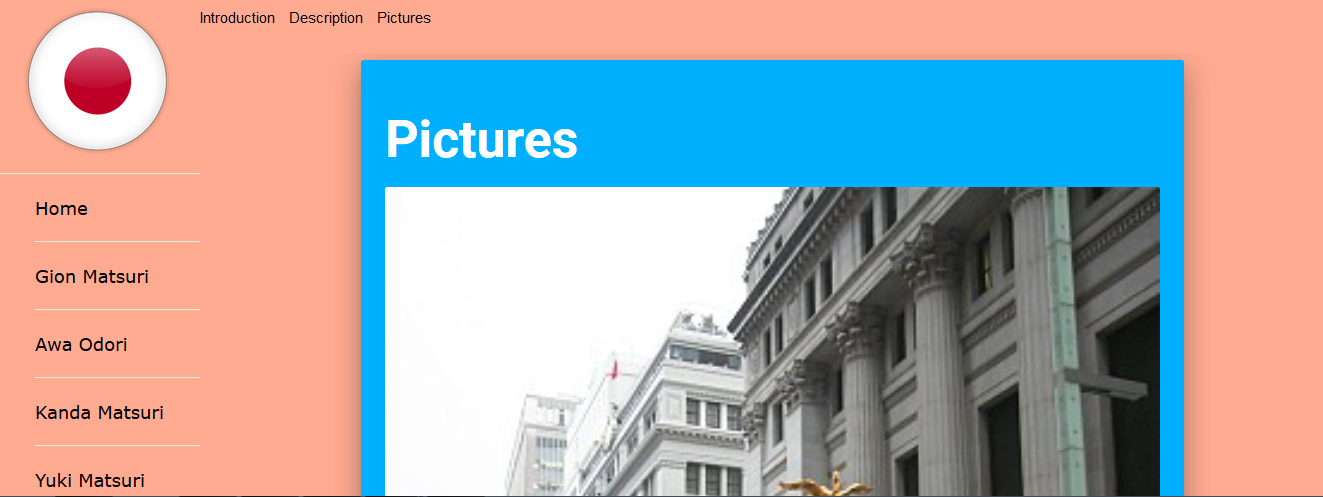 Introduction Description Pictures
Pictures
Home
Gion Matsuri
Awa Odori
Kanda Matsuri
Yuki Matsuri